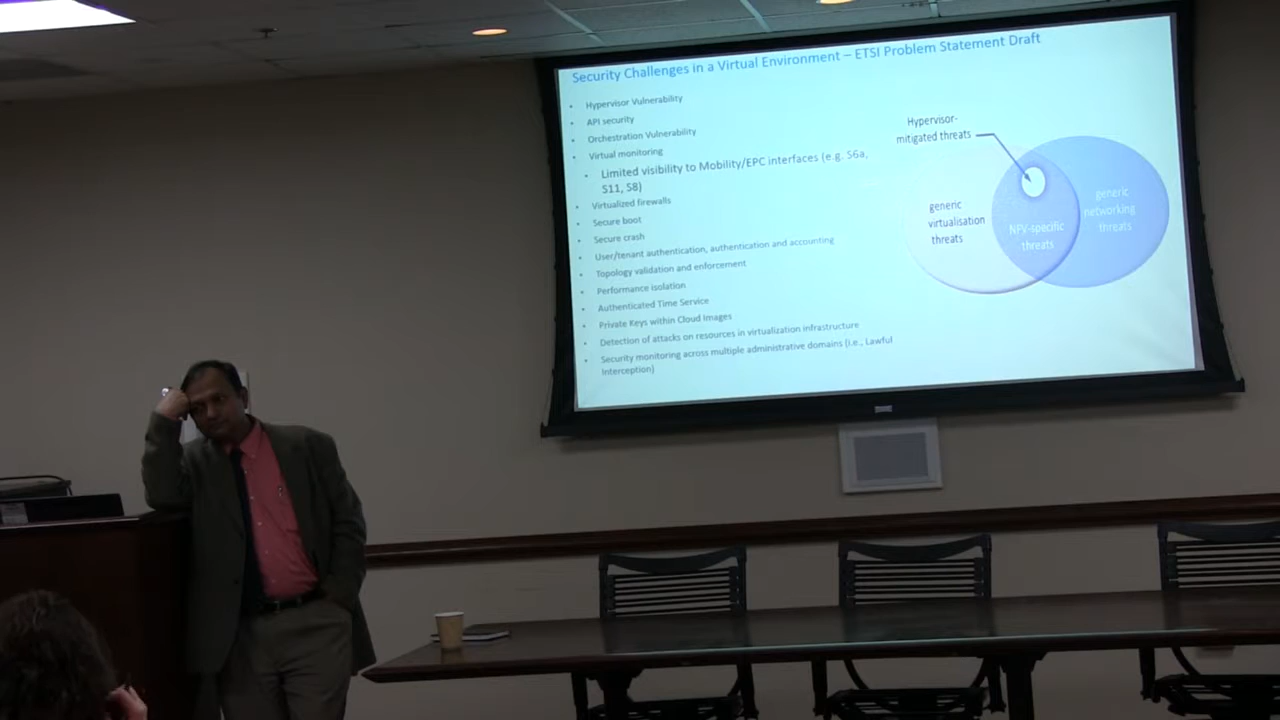 Security Challenges in a Virtual Environment – ETSI Problem Statement Draft
Hypervisor Vulnerability
API security
Orchestration Vulnerability
Virtual monitoring
Limited visibility to Mobility/EPC interfaces (e.g. S6a,
S11, S8)
Virtualized firewalls
Secure boot
Secure crash
User/tenant authentication, authentication and accounting
Topology validation and enforcement
Performance isolation
Authenticated Time Service
Private Keys within Cloud Images
Detection of attacks on resources in virtualization infrastructure
Security monitoring across multiple administrative domains (i.e., Lawful
Interception)
Hypervisor-
mitigated threats
generic
virtualisation
threats
NFV-specific
threats
generic
networking
threats